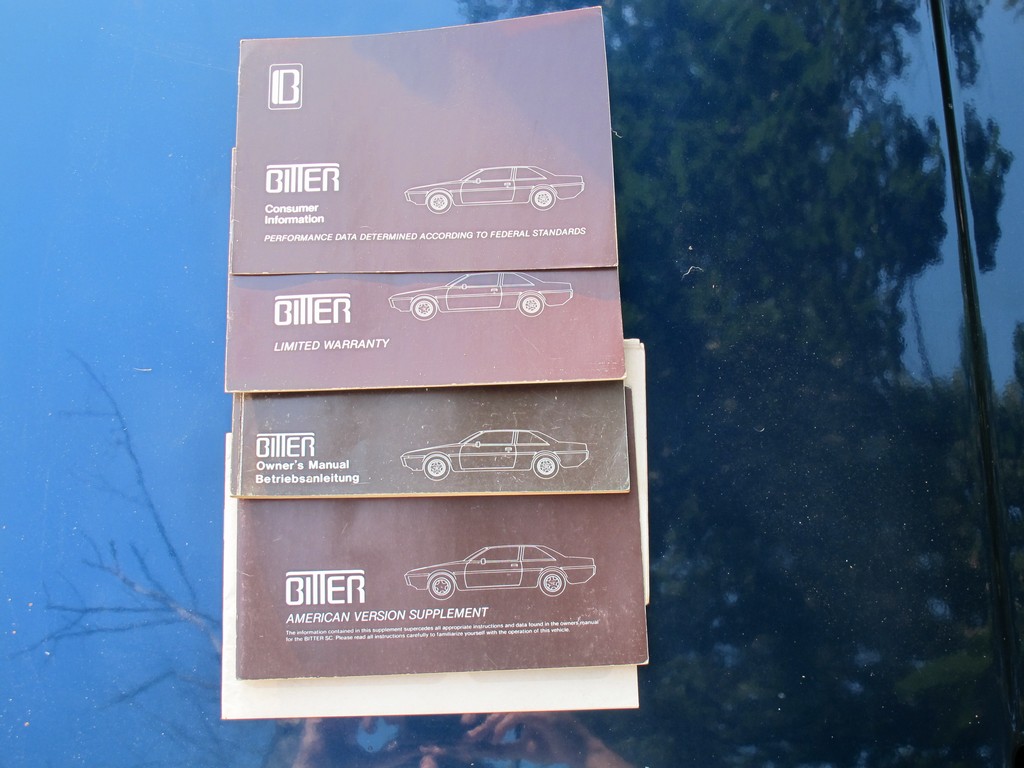 B
BITTER
Consumer
Information
PERFORMANCE DATA DETERMINED ACCORDING TO FEDERAL STANDARDS
BITTER
LIMITED WARRANTY
BITTER
Owner's Manual
Betriebsanleitung
BITTER
AMERICAN VERSION SUPPLEMENT
The information contained in this supplement supercedes all appropriate instructions and data found in the owners manual
for the BITTER SC. Please read all instructions carefully to familiarize yourself with the operation of this vehicle.